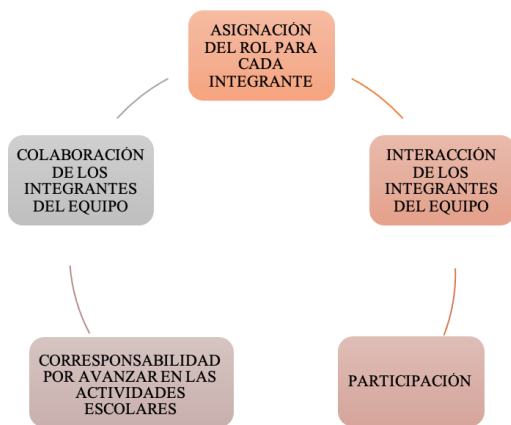 ASIGNACIÓN
DEL ROL PARA
CADA
INTEGRANTE
INTERACCIÓN
DE LOS
INTEGRANTES
DEL EQUIPO
PARTICIPACIÓN
CORRESPONSABILIDAD
POR AVANZAR EN LAS
ACTIVIDADES
ESCOLARES
COLABORACIÓN
DE LOS
INTEGRANTES
DEL EQUIPO